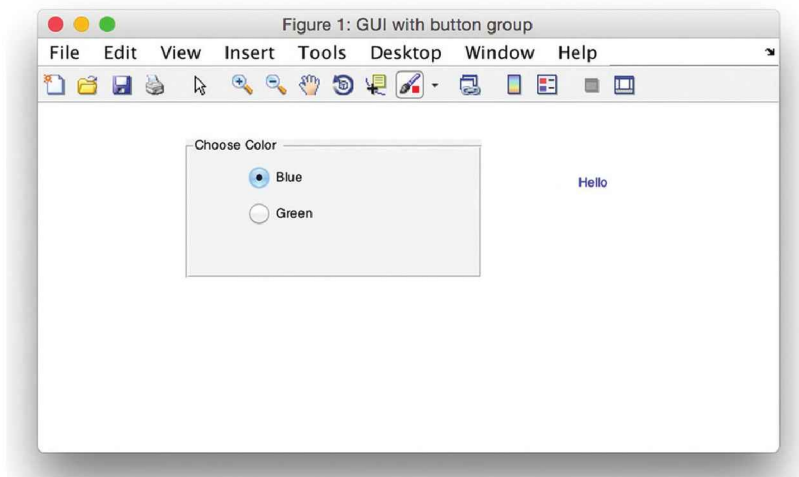 Figure 1: GUI with button group
File Edit View Insert Tools Desktop Window Help
Choose Color
Blue
Hello
Green